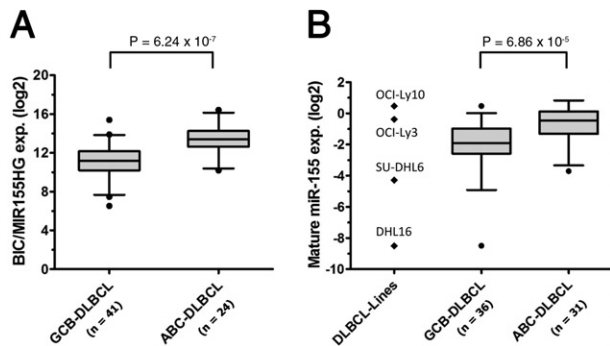 A
P = 6.24 x 10-7
BIC/MIR155HG exp. (log2)
20
16
12
8
4
0
GCB-DLBCL
(n = 41)
ABC-DLBCL
(n = 24)
B
P = 6.86 x 10-5
Mature miR-155 exp. (log2)
2
0
-2
-4
-6
-8
-10
OCI-Ly10
OCI-Ly3
SU-DHL6
DHL16
DLBCL-Lines
GCB-DLBCL
(n = 36)
ABC-DLBCL
(n = 31)